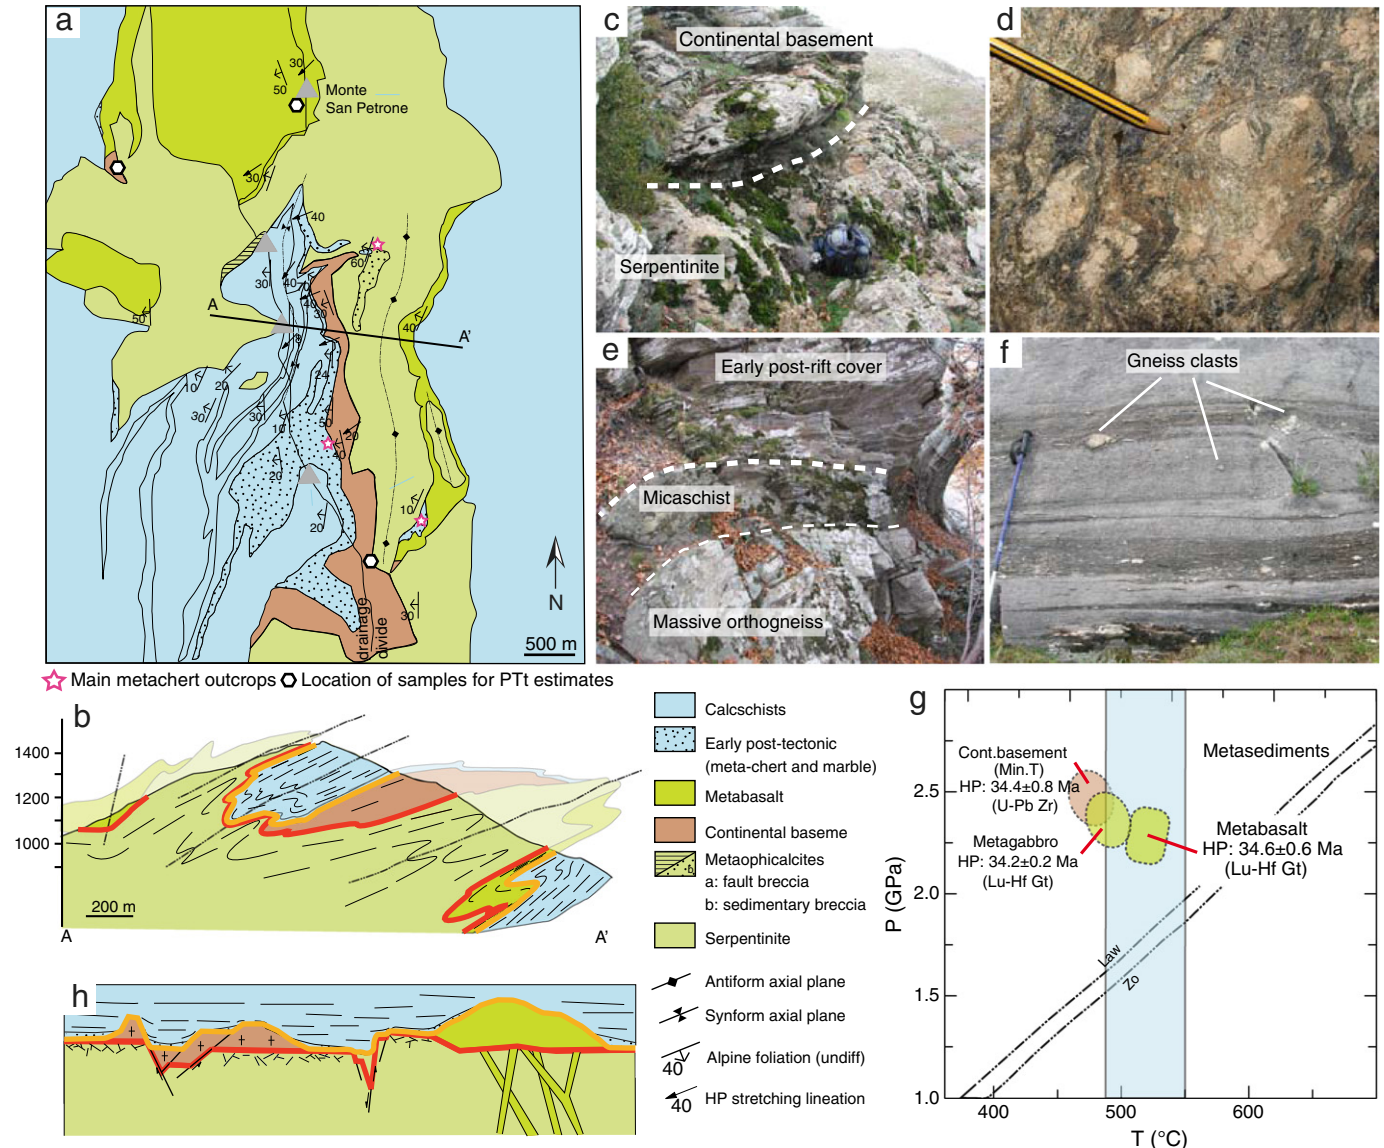 a
30
50
Monte
San Petrone
30
40
60
30
40
70
40
30
A
A'
50
40
8
10
20
24
30
30
10
50
20
40
20
10
20
30
drainage
divide
N
500 m
Main metachert outcrops
Location of samples for PTt estimates
b
1400
1200
1000
200 m
A
A'
h
c
Continental basement
Serpentinite
d
e
Early post-rift cover
Micaschist
Massive orthogneiss
f
Gneiss clasts
Calcschists
Early post-tectonic
(meta-chert and marble)
Metabasalt
Continental baseme
Metaophicalcites
a: fault breccia
b: sedimentary breccia
b
Serpentinite
Antiform axial plane
Synform axial plane
40
Alpine foliation (undiff)
40
HP stretching lineation
g
Cont.basement
(Min.T)
HP: 34.4±0.8 Ma
(U-Pb Zr)
Metagabbro
HP: 34.2±0.2 Ma
(Lu-Hf Gt)
Metasediments
Metabasalt
HP: 34.6±0.6 Ma
(Lu-Hf Gt)
Law
Zo
P (GPa)
2.5
2.0
1.5
1.0
400
500
600
T (°C)